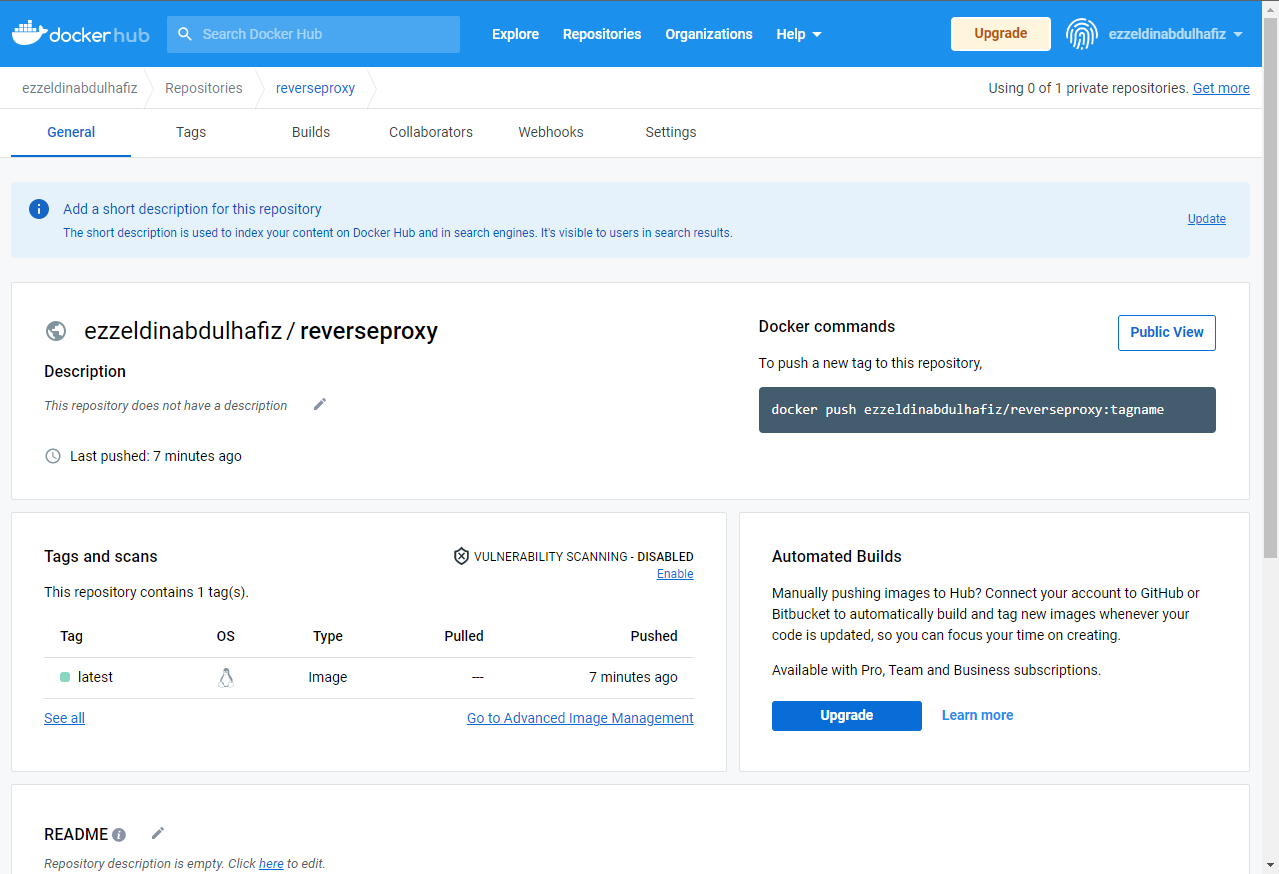 docker hub
Search Docker Hub
Explore
Repositories
Organizations
Help
Upgrade
ezzeldinabdulhafiz
ezzeldinabdulhafiz
Repositories
reverseproxy
Using 0 of 1 private repositories. Get more
General
Tags
Builds
Collaborators
Webhooks
Settings
Add a short description for this repository
The short description is used to index your content on Docker Hub and in search engines. It's visible to users in search results.
Update
ezzeldinabdulhafiz / reverseproxy
Description
This repository does not have a description
Last pushed: 7 minutes ago
Docker commands
Public View
To push a new tag to this repository,
docker push ezzeldinabdulhafiz/reverseproxy:tagname
Tags and scans
VULNERABILITY SCANNING - DISABLED
Enable
This repository contains 1 tag(s).
Tag OS Type Pulled Pushed
latest Image --- 7 minutes ago
See all
Go to Advanced Image Management
Automated Builds
Manually pushing images to Hub? Connect your account to GitHub or
Bitbucket to automatically build and tag new images whenever your
code is updated, so you can focus your time on creating.
Available with Pro, Team and Business subscriptions.
Upgrade
Learn more
README
Repository description is empty. Click here to edit.